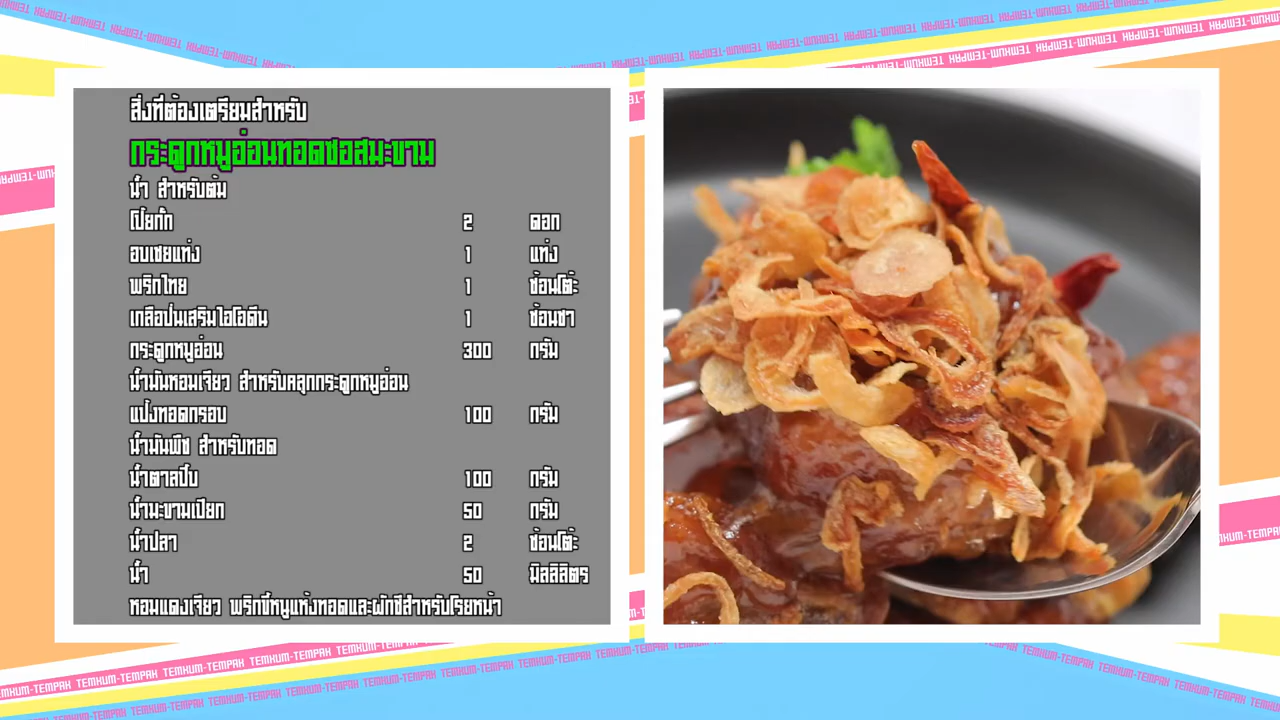 สิ่งที่ต้องเตรียมสำหรับ
กระดูกหมูอ่อนทอดซอสมะขาม
น้ำ สำหรับต้ม
โป๊ยกั๊ก 2 ดอก
อบเชยแท่ง 1 แท่ง
พริกไทย 1 ช้อนโต๊ะ
เกลือป่นเสริมไอโอดีน 1 ช้อนชา
กระดูกหมูอ่อน 300 กรัม
น้ำมันหอมเจียว สำหรับคลุกกระดูกหมูอ่อน
แป้งทอดกรอบ 100 กรัม
น้ำมันพืช สำหรับทอด
น้ำตาลปี๊บ 100 กรัม
น้ำมะขามเปียก 50 กรัม
น้ำปลา 2 ช้อนโต๊ะ
น้ำ 50 มิลลิลิตร
หอมแดงเจียว พริกขี้หนูแห้งทอดและผักชีสำหรับโรยหน้า
TEMHUM-TEMPAK TEMHUM-TEMPAK TEMHUM-TEMPAK TEMHUM-TEMPAK